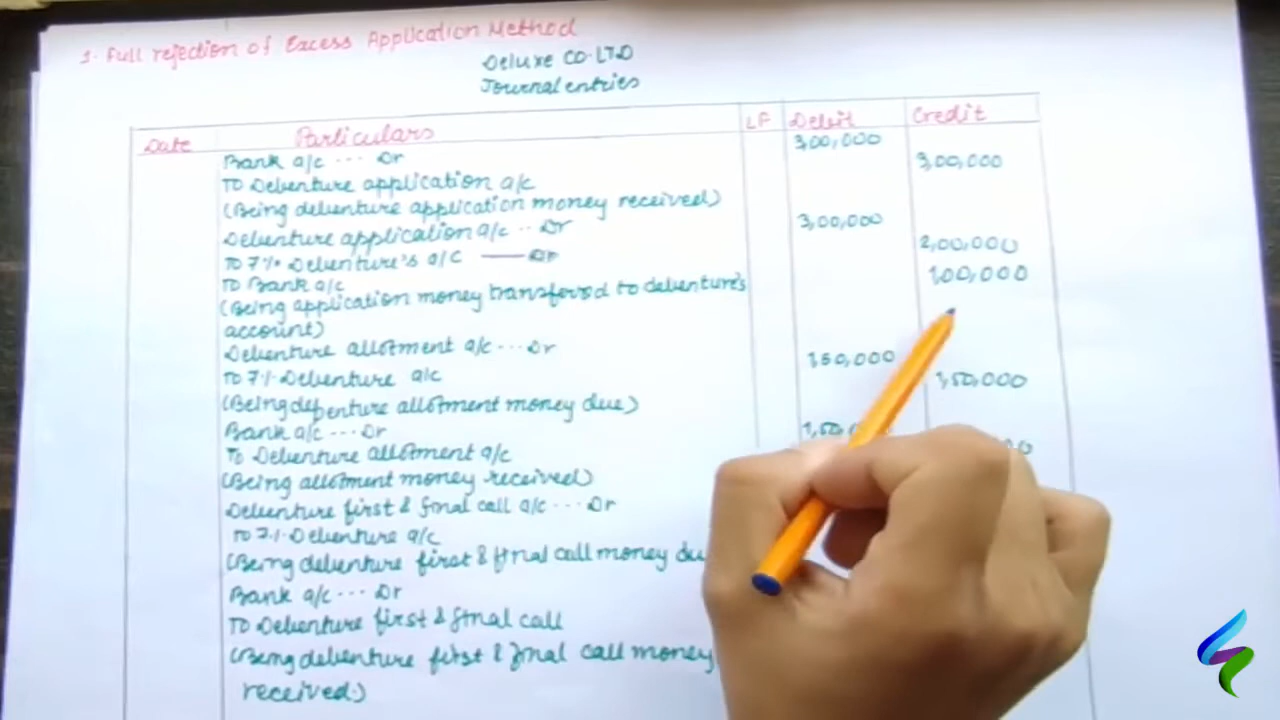 1. Full rejection of Excess Application Method
Deluxe CO.LTD
Journal entries
Date Particulars LF Debit Credit
Bank a/c ... Dr 3,00,000
TO Debenture application a/c 3,00,000
(Being debenture application money received)
Debenture application a/c .. Dr 3,00,000
TO 7% Debenture's a/c — Dr 2,00,000
TO Bank a/c 1,00,000
(Being application money transferred to debenture's
account)
Debenture allotment a/c ... Dr 1,50,000
TO 7% Debenture a/c 1,50,000
(Being debenture allotment money due)
Bank a/c ... Dr
TO Debenture allotment a/c
(Being allotment money received)
Debenture first & final call a/c ... Dr
TO 7% Debenture a/c
(Being debenture first & final call money
Bank a/c ... Dr
TO Debenture first & final call
(Being debenture first & final call money
received.)